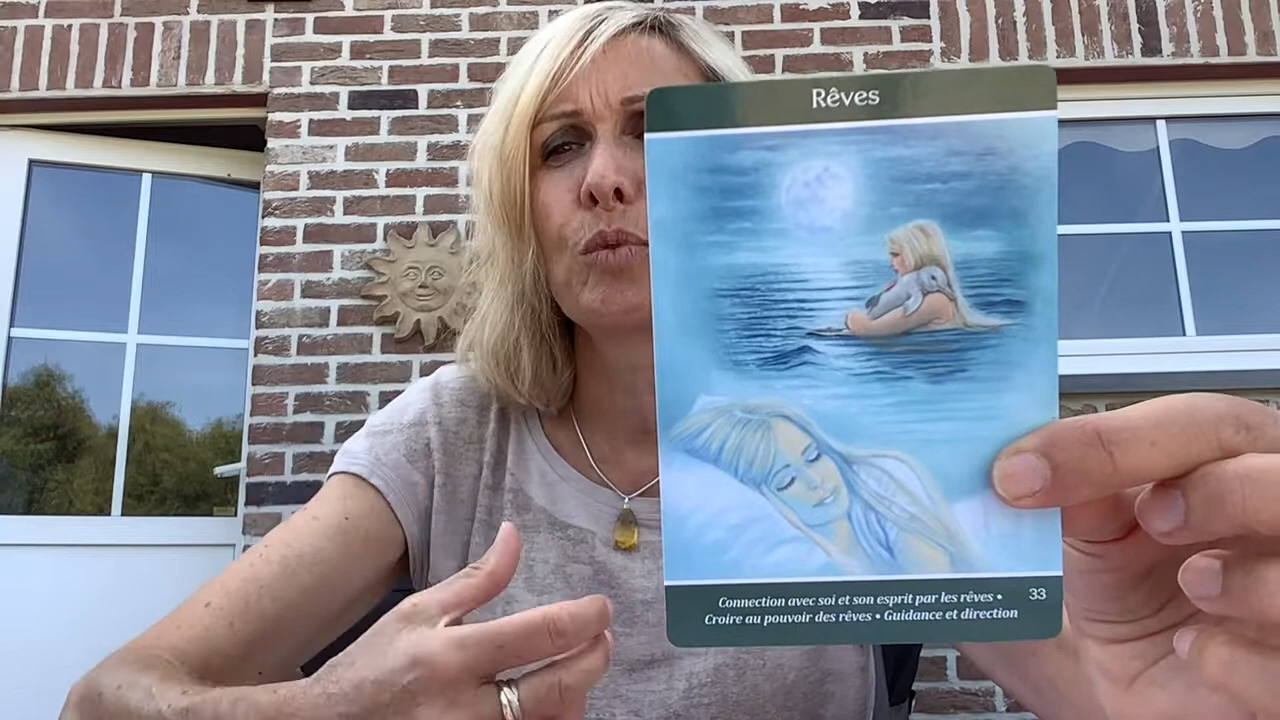 Rêves
Connection avec soi et son esprit par les rêves •
Croire au pouvoir des rêves • Guidance et direction
33